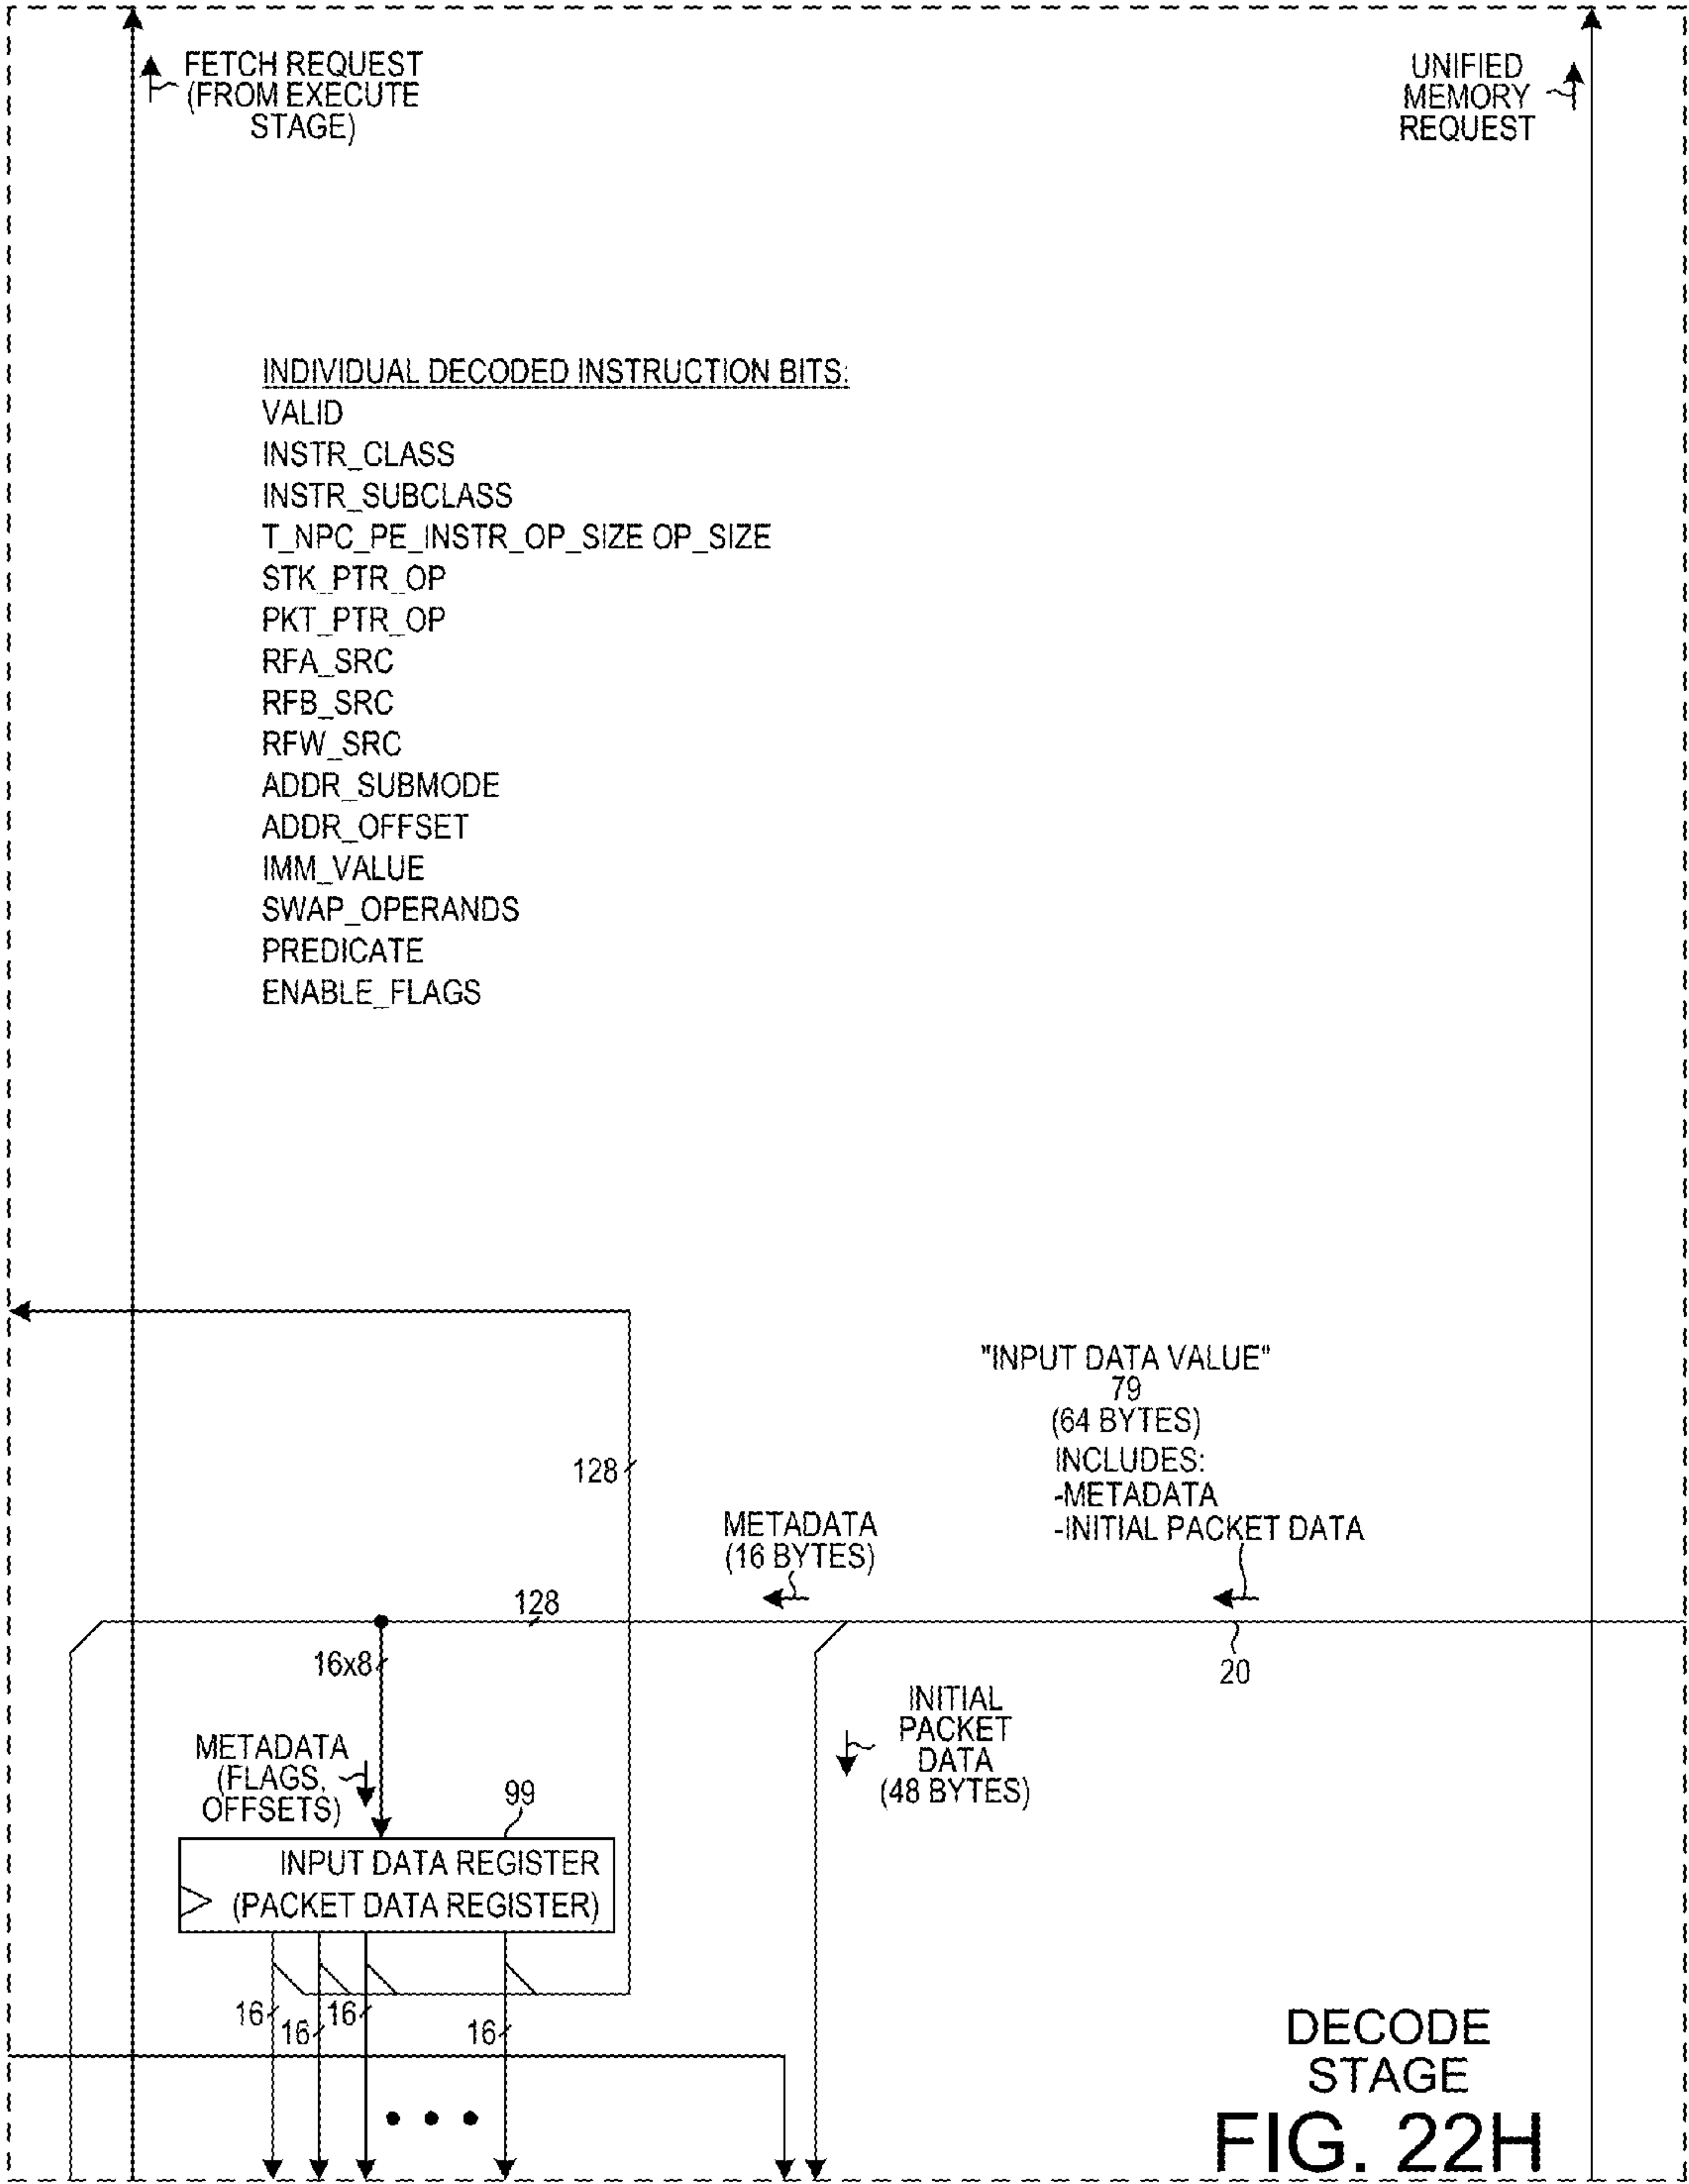 FETCH REQUEST
(FROM EXECUTE
STAGE)
UNIFIED
MEMORY
REQUEST
INDIVIDUAL DECODED INSTRUCTION BITS:
VALID
INSTR_CLASS
INSTR_SUBCLASS
T_NPC_PE_INSTR_OP_SIZE OP_SIZE
STK_PTR_OP
PKT_PTR_OP
RFA_SRC
RFB_SRC
RFW_SRC
ADDR_SUBMODE
ADDR_OFFSET
IMM_VALUE
SWAP_OPERANDS
PREDICATE
ENABLE_FLAGS
"INPUT DATA VALUE"
79
(64 BYTES)
INCLUDES:
-METADATA
-INITIAL PACKET DATA
128
METADATA
(16 BYTES)
128
16x8
20
INITIAL
PACKET
DATA
(48 BYTES)
METADATA
(FLAGS,
OFFSETS)
99
INPUT DATA REGISTER
(PACKET DATA REGISTER)
16
16
16
16
DECODE
STAGE
FIG. 22H